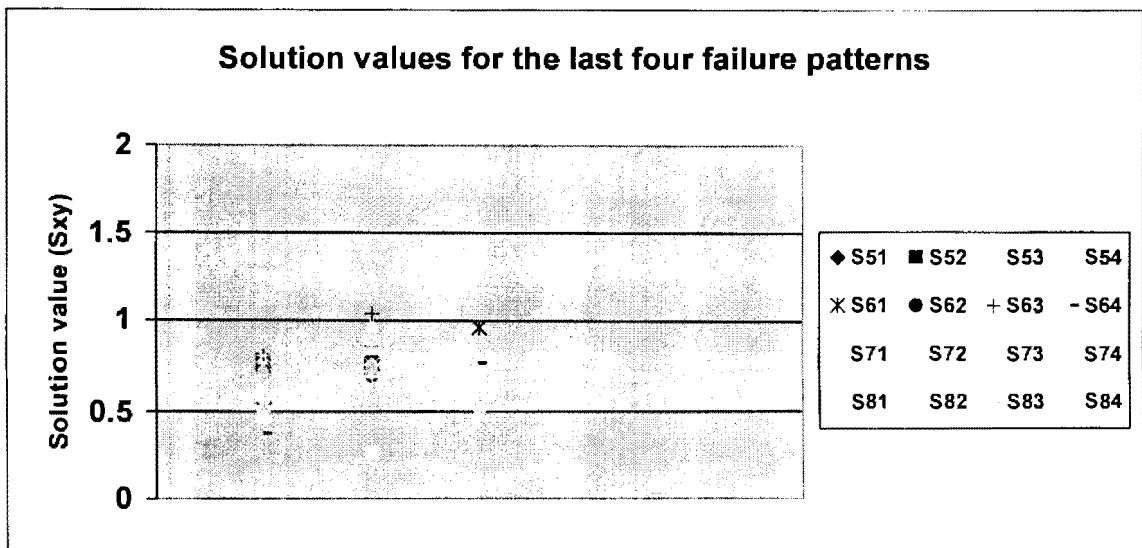 Solution values for the last four failure patterns
Solution value (Sxy)
2
1.5
1
0.5
0
S51 S52 S53 S54
S61 S62 S63 S64
S71 S72 S73 S74
S81 S82 S83 S84